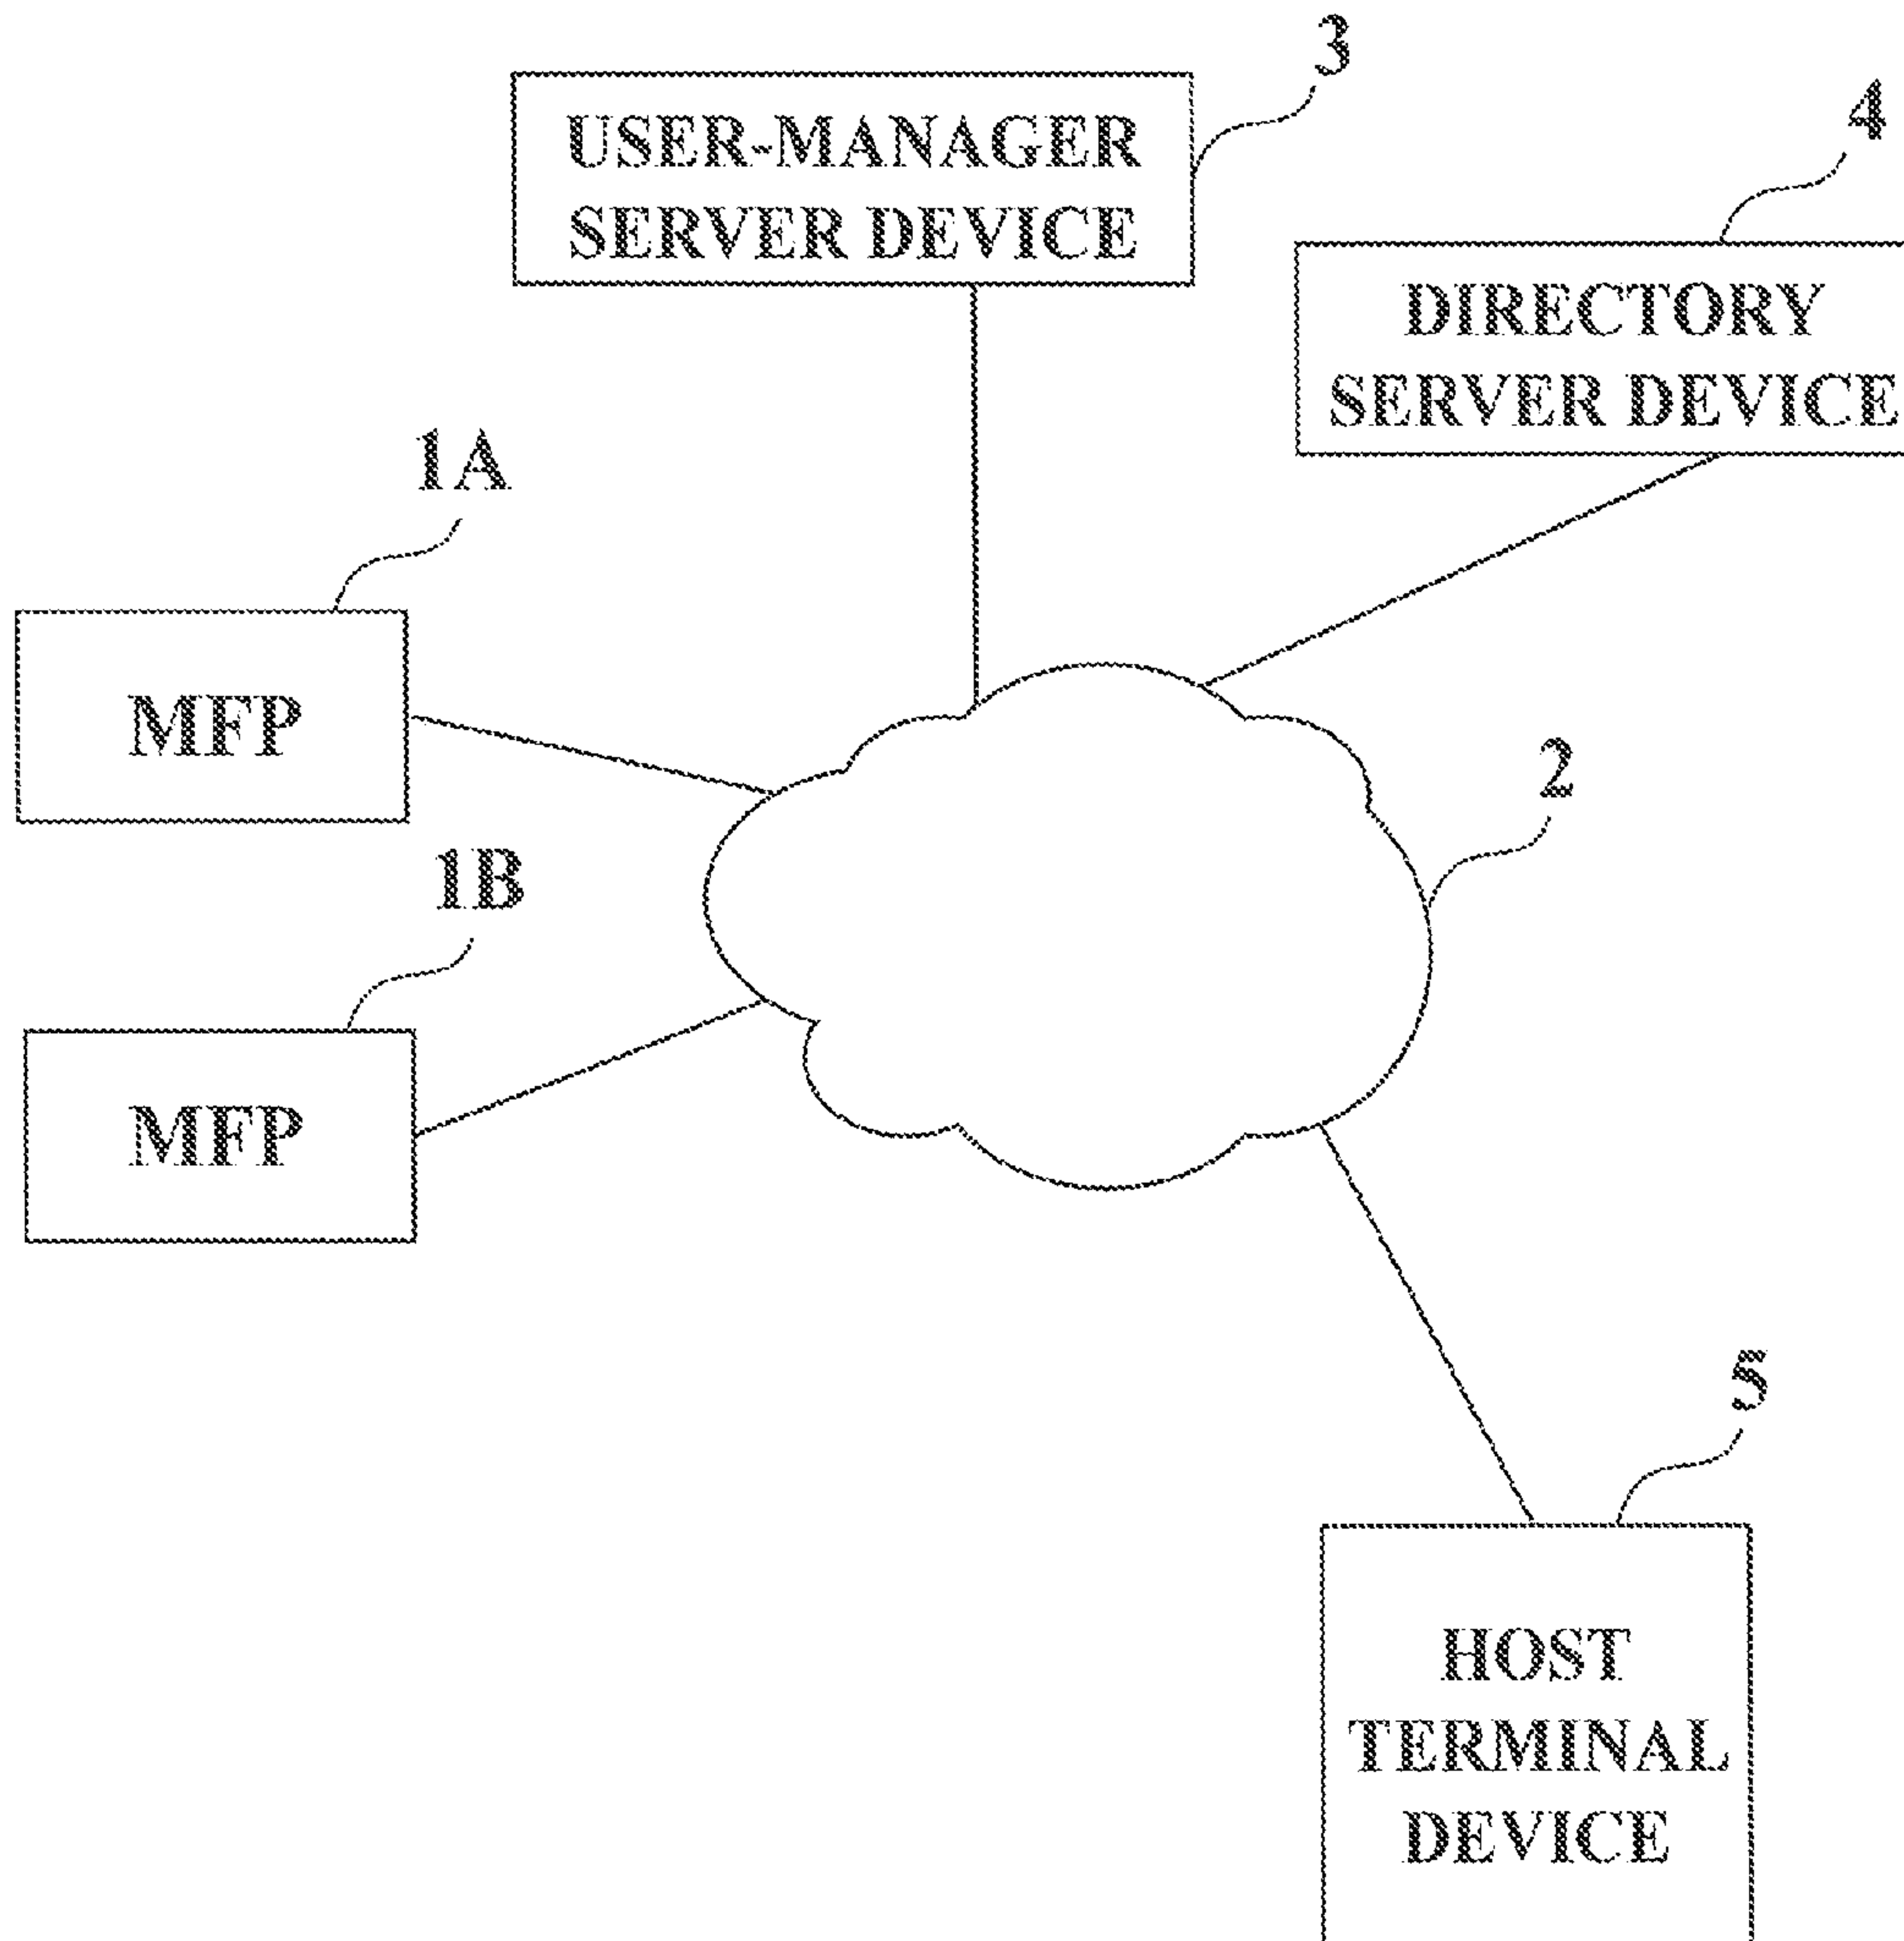 3
USER-MANAGER
SERVER DEVICE
4
DIRECTORY
SERVER DEVICE
1A
MFP
2
1B
MFP
5
HOST
TERMINAL
DEVICE